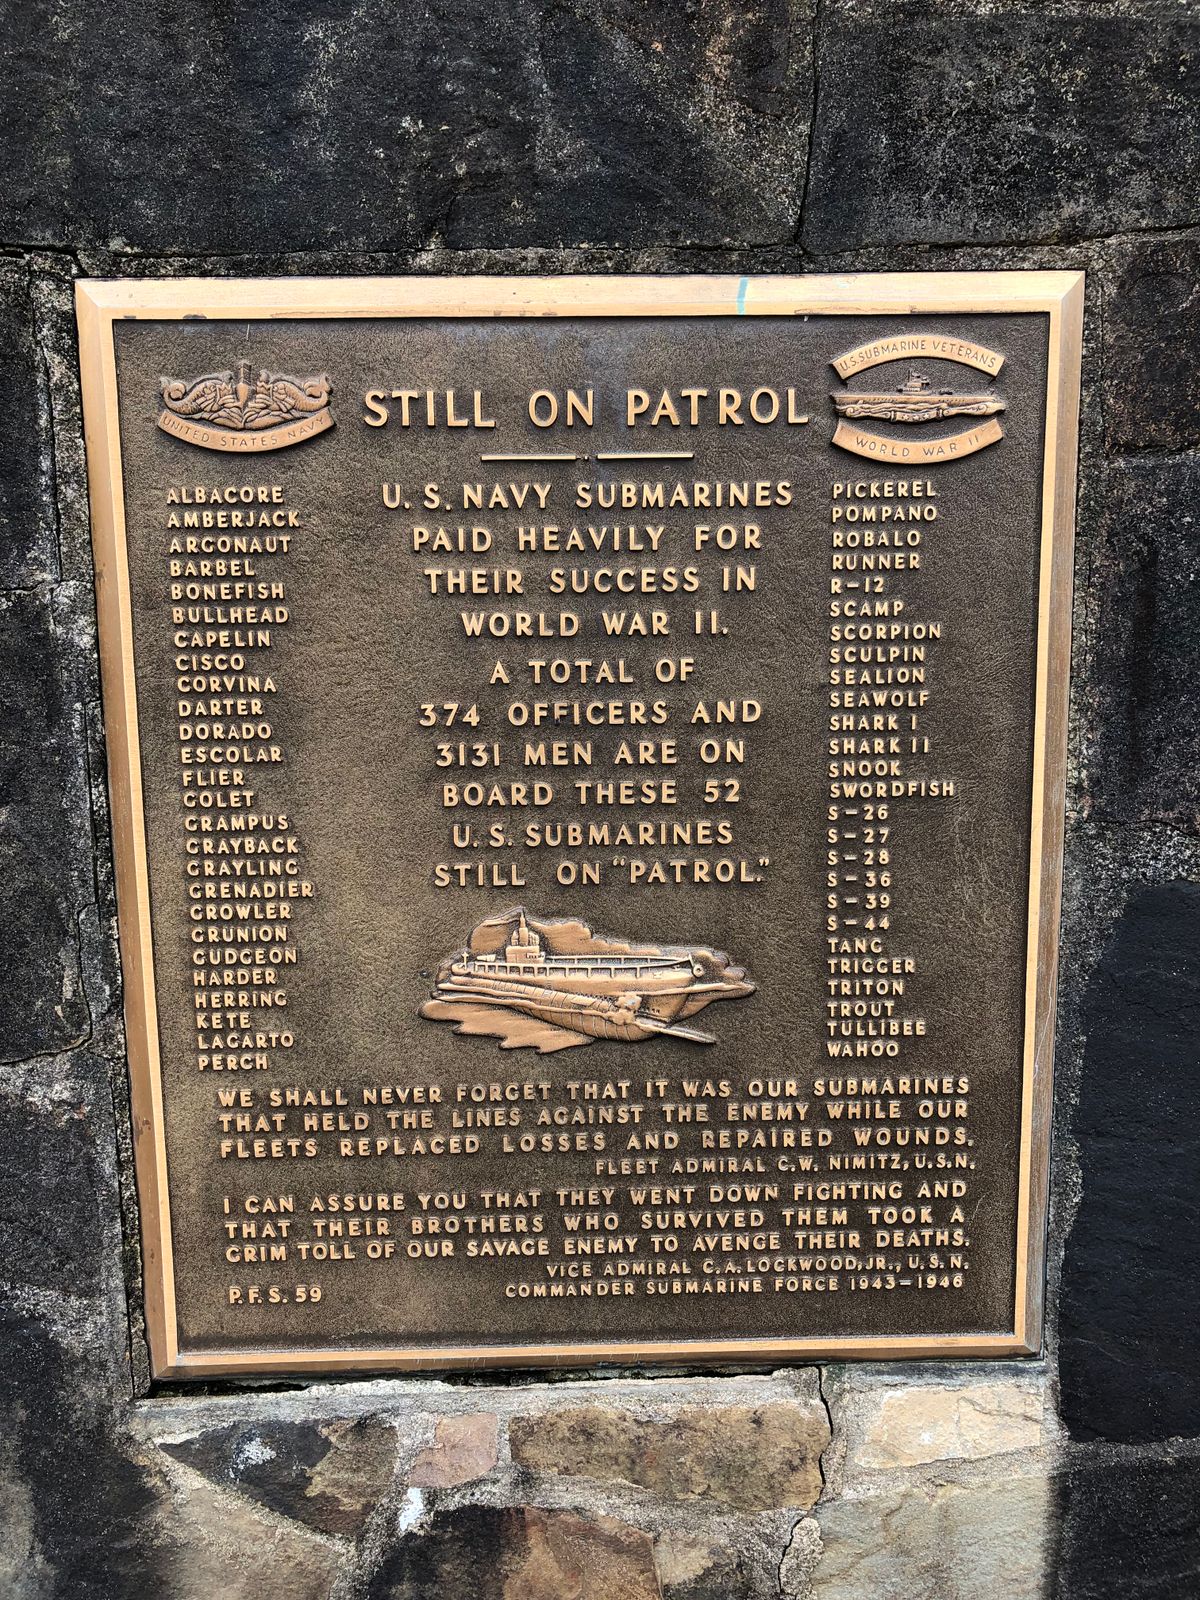 UNITED STATES NAVY
STILL ON PATROL
U.S. SUBMARINE VETERANS
WORLD WAR II
ALBACORE
AMBERJACK
ARGONAUT
BARBEL
BONEFISH
BULLHEAD
CAPELIN
CISCO
CORVINA
DARTER
DORADO
ESCOLAR
FLIER
GOLET
GRAMPUS
GRAYBACK
GRAYLING
GRENADIER
GROWLER
GRUNION
GUDGEON
HARDER
HERRING
KETE
LAGARTO
PERCH
U. S. NAVY SUBMARINES
PAID HEAVILY FOR
THEIR SUCCESS IN
WORLD WAR II.
A TOTAL OF
374 OFFICERS AND
3131 MEN ARE ON
BOARD THESE 52
U. S. SUBMARINES
STILL ON "PATROL."
PICKEREL
POMPANO
ROBALO
RUNNER
R-12
SCAMP
SCORPION
SCULPIN
SEALION
SEAWOLF
SHARK I
SHARK II
SNOOK
SWORDFISH
S-26
S-27
S-28
S-36
S-39
S-44
TANG
TRIGGER
TRITON
TROUT
TULLIBEE
WAHOO
WE SHALL NEVER FORGET THAT IT WAS OUR SUBMARINES
THAT HELD THE LINES AGAINST THE ENEMY WHILE OUR
FLEETS REPLACED LOSSES AND REPAIRED WOUNDS.
FLEET ADMIRAL C.W. NIMITZ, U.S.N.
I CAN ASSURE YOU THAT THEY WENT DOWN FIGHTING AND
THAT THEIR BROTHERS WHO SURVIVED THEM TOOK A
GRIM TOLL OF OUR SAVAGE ENEMY TO AVENGE THEIR DEATHS.
VICE ADMIRAL C.A. LOCKWOOD, JR., U.S.N.
COMMANDER SUBMARINE FORCE 1943-1946
P.F.S. 59